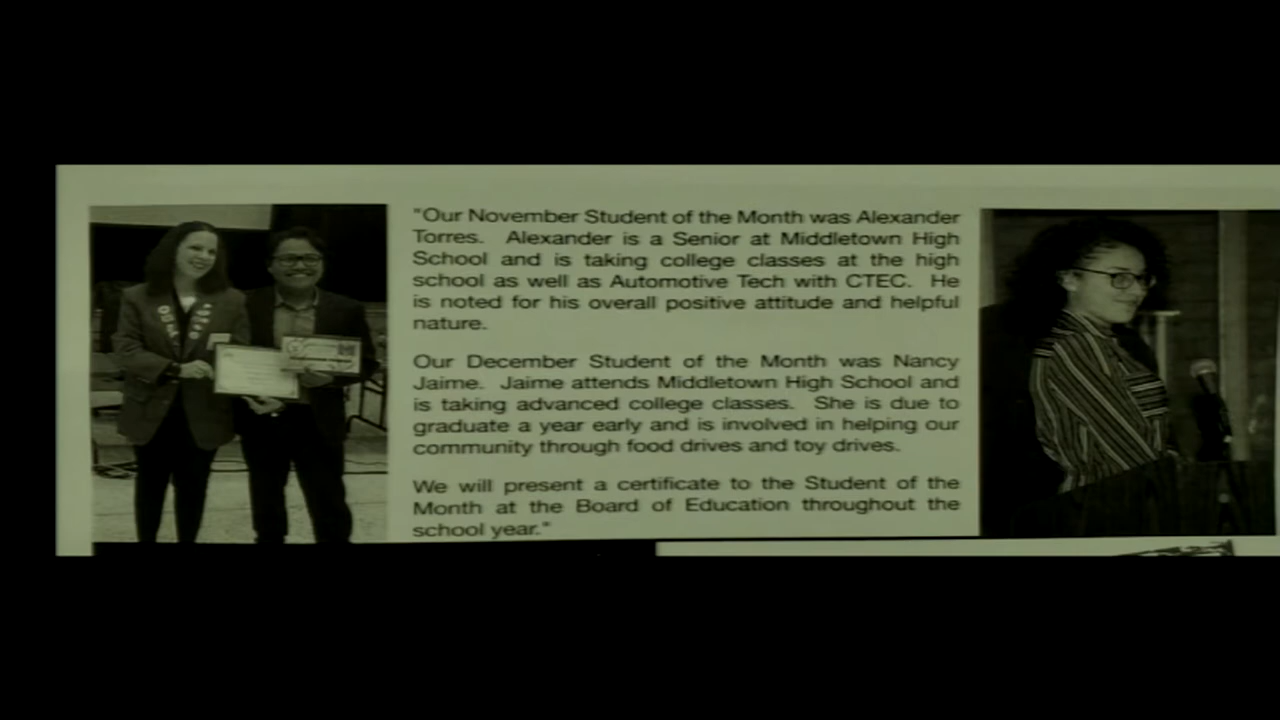 "Our November Student of the Month was Alexander
Torres. Alexander is a Senior at Middletown High
School and is taking college classes at the high
school as well as Automotive Tech with CTEC. He
is noted for his overall positive attitude and helpful
nature.
Our December Student of the Month was Nancy
Jaime. Jaime attends Middletown High School and
is taking advanced college classes. She is due to
graduate a year early and is involved in helping our
community through food drives and toy drives.
We will present a certificate to the Student of the
Month at the Board of Education throughout the
school year."